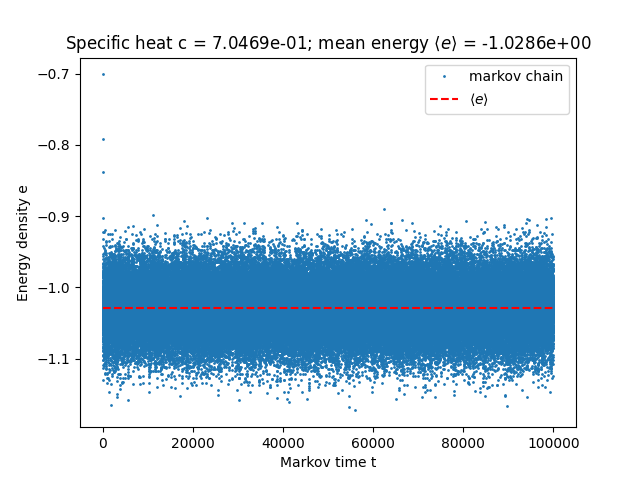 Specific heat c = 7.0469e-01; mean energy ⟨e⟩ = -1.0286e+00
markov chain
⟨e⟩
−0.7
−0.8
−0.9
−1.0
−1.1
Energy density e
0
20000
40000
60000
80000
100000
Markov time t